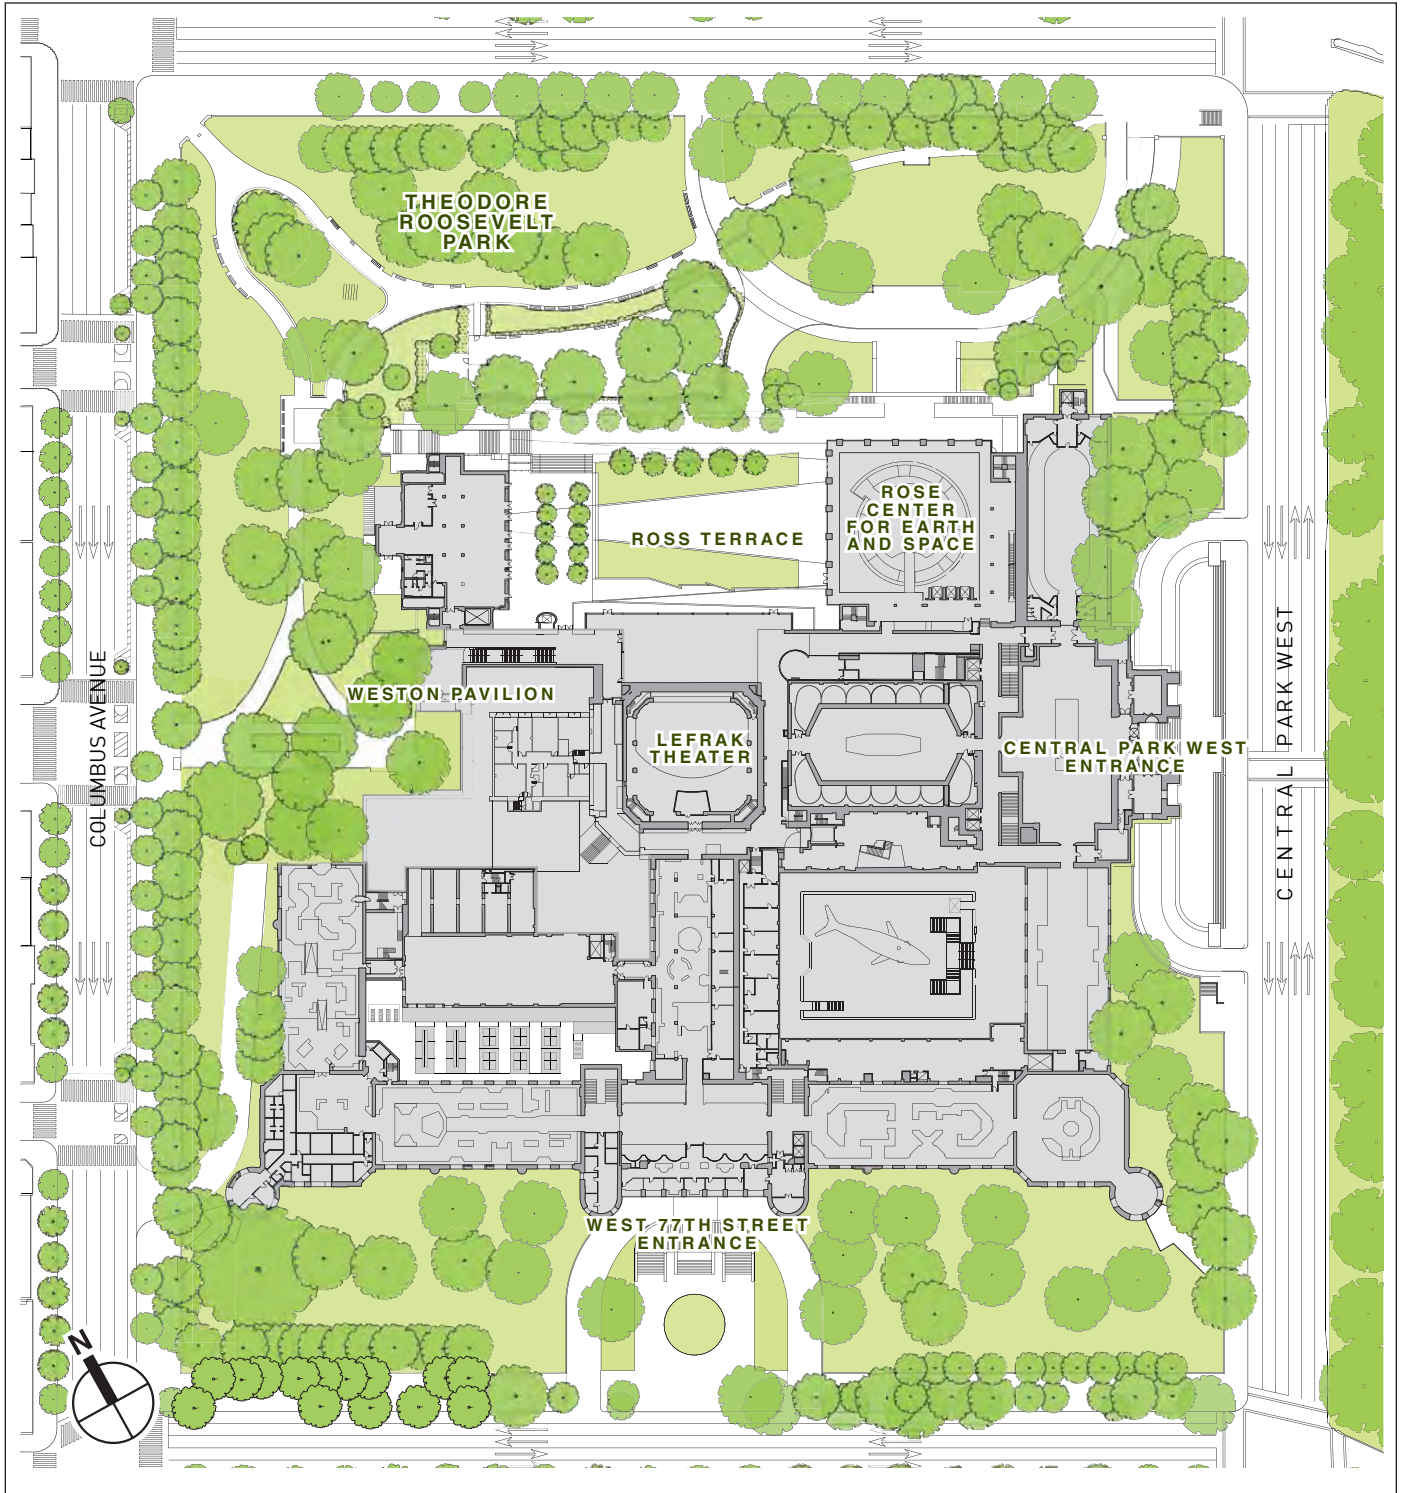 THEODORE
ROOSEVELT
PARK
ROSE
CENTER
FOR EARTH
AND SPACE
ROSS TERRACE
COLUMBUS AVENUE
CENTRAL PARK WEST
WESTON PAVILION
LEFRAK
THEATER
CENTRAL PARK WEST
ENTRANCE
WEST 77TH STREET
ENTRANCE
N